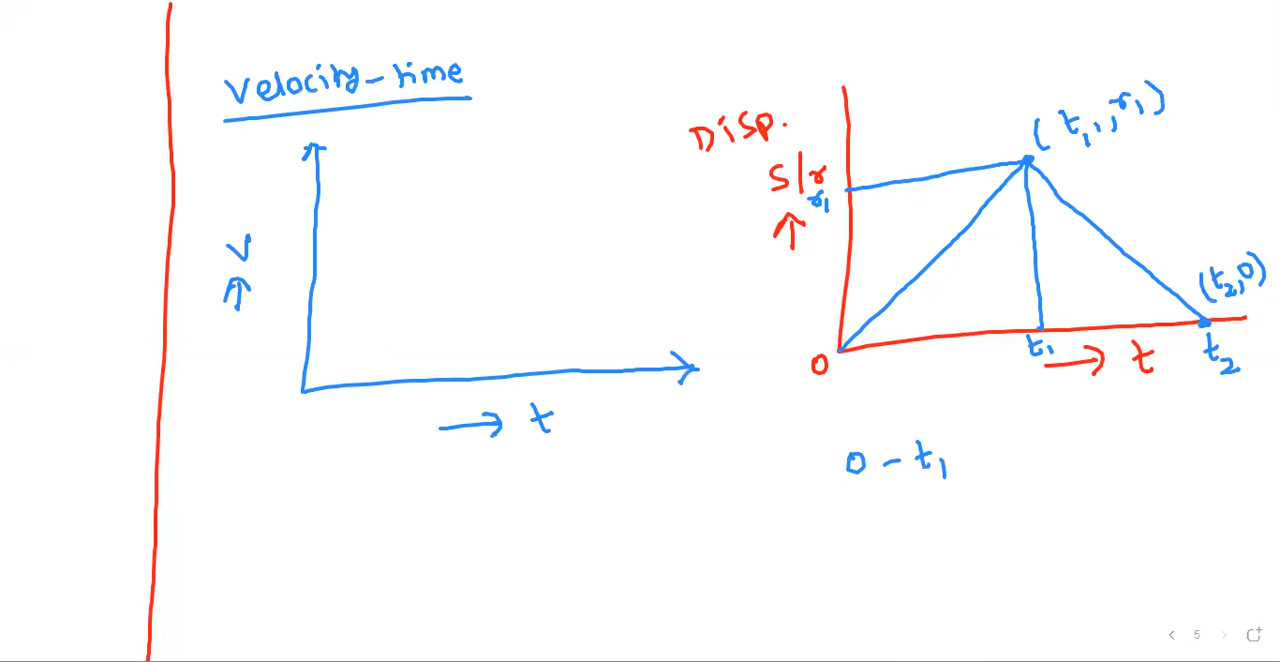 Velocity-time
V
t
Disp.
S|r
r1
(t1,,r1)
(t2,0)
0
t1
t
t2
0 - t1
5